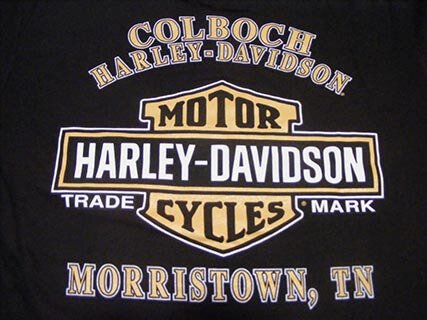 COLBOCH
HARLEY-DAVIDSON
MOTOR
HARLEY-DAVIDSON
TRADE MARK
CYCLES
MORRISTOWN, TN